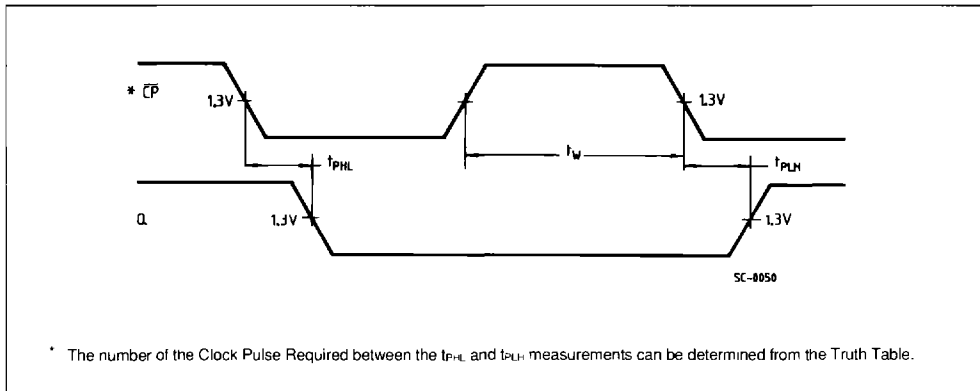 * C̅P̅
1.3V
1.3V
tPHL
tW
tPLH
Q
1.3V
1.3V
SC-0050
* The number of the Clock Pulse Required between the tPHL and tPLH measurements can be determined from the Truth Table.